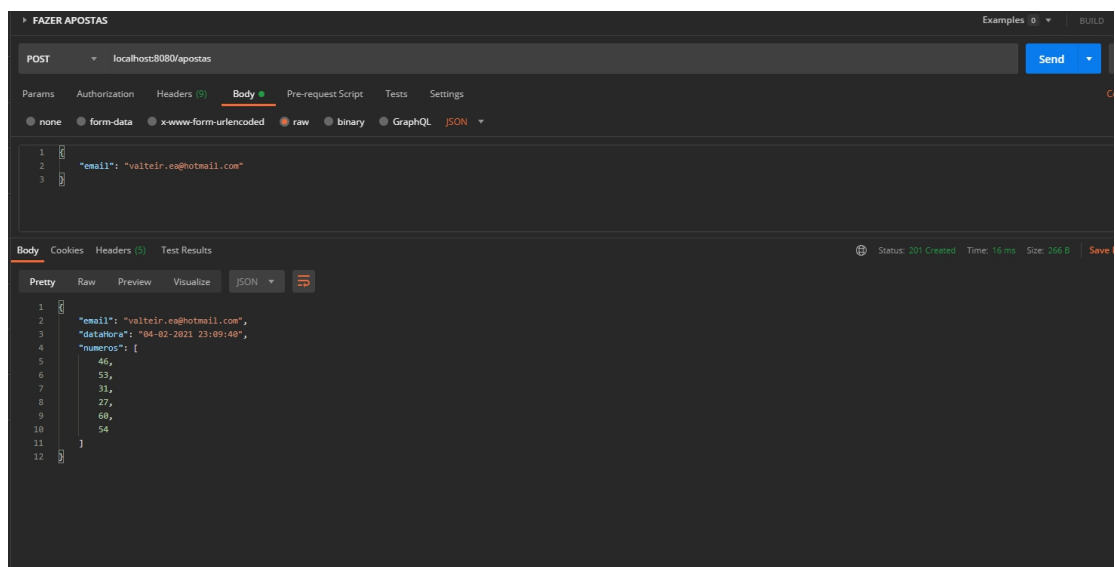 FAZER APOSTAS Examples 0 BUILD
POST localhost:8080/apostas Send
Params Authorization Headers (9) Body Pre-request Script Tests Settings
none form-data x-www-form-urlencoded raw binary GraphQL JSON
1 {
2 "email": "valteir.ea@hotmail.com"
3 }
Body Cookies Headers (5) Test Results Status: 201 Created Time: 16 ms Size: 266 B Save
Pretty Raw Preview Visualize JSON
1 {
2 "email": "valteir.ea@hotmail.com",
3 "dataHora": "04-02-2021 23:09:40",
4 "numeros": [
5 46,
6 53,
7 31,
8 27,
9 60,
10 54
11 ]
12 }